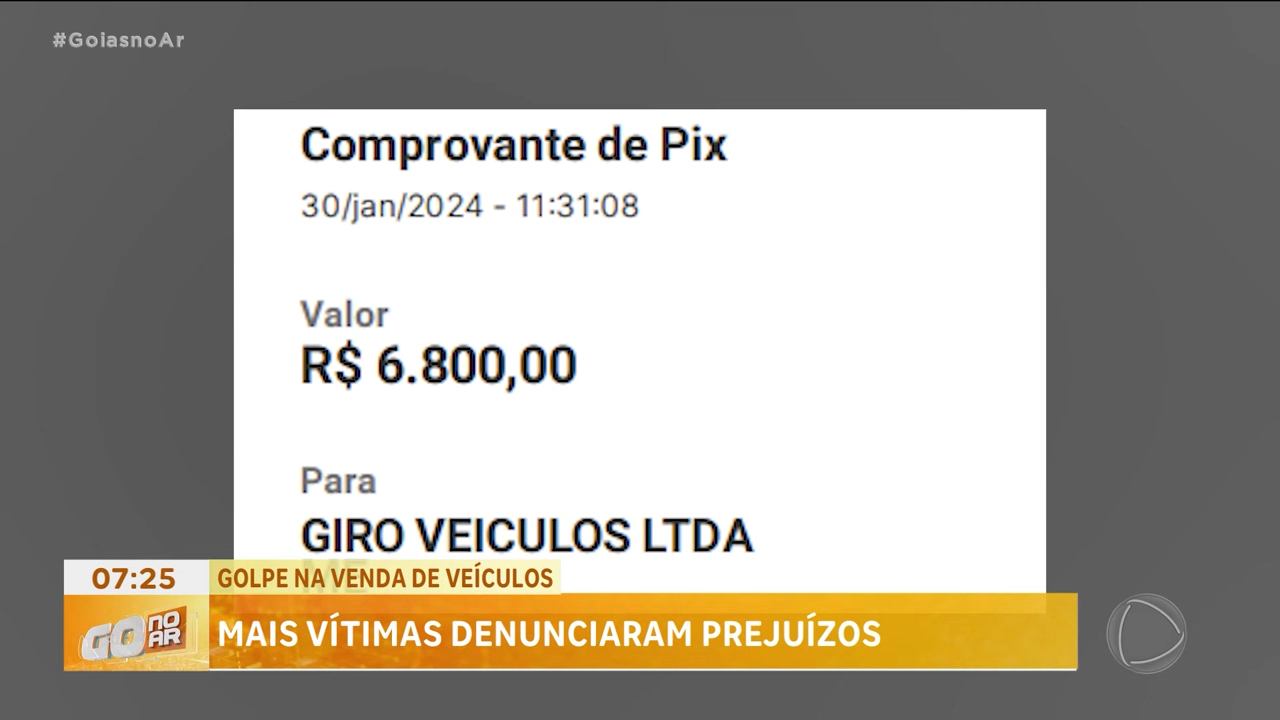 #GoiasnoAr
Comprovante de Pix
30/jan/2024 - 11:31:08
Valor
R$ 6.800,00
Para
GIRO VEICULOS LTDA
ME
07:25
GOLPE NA VENDA DE VEÍCULOS
GO NO AR
MAIS VÍTIMAS DENUNCIARAM PREJUÍZOS